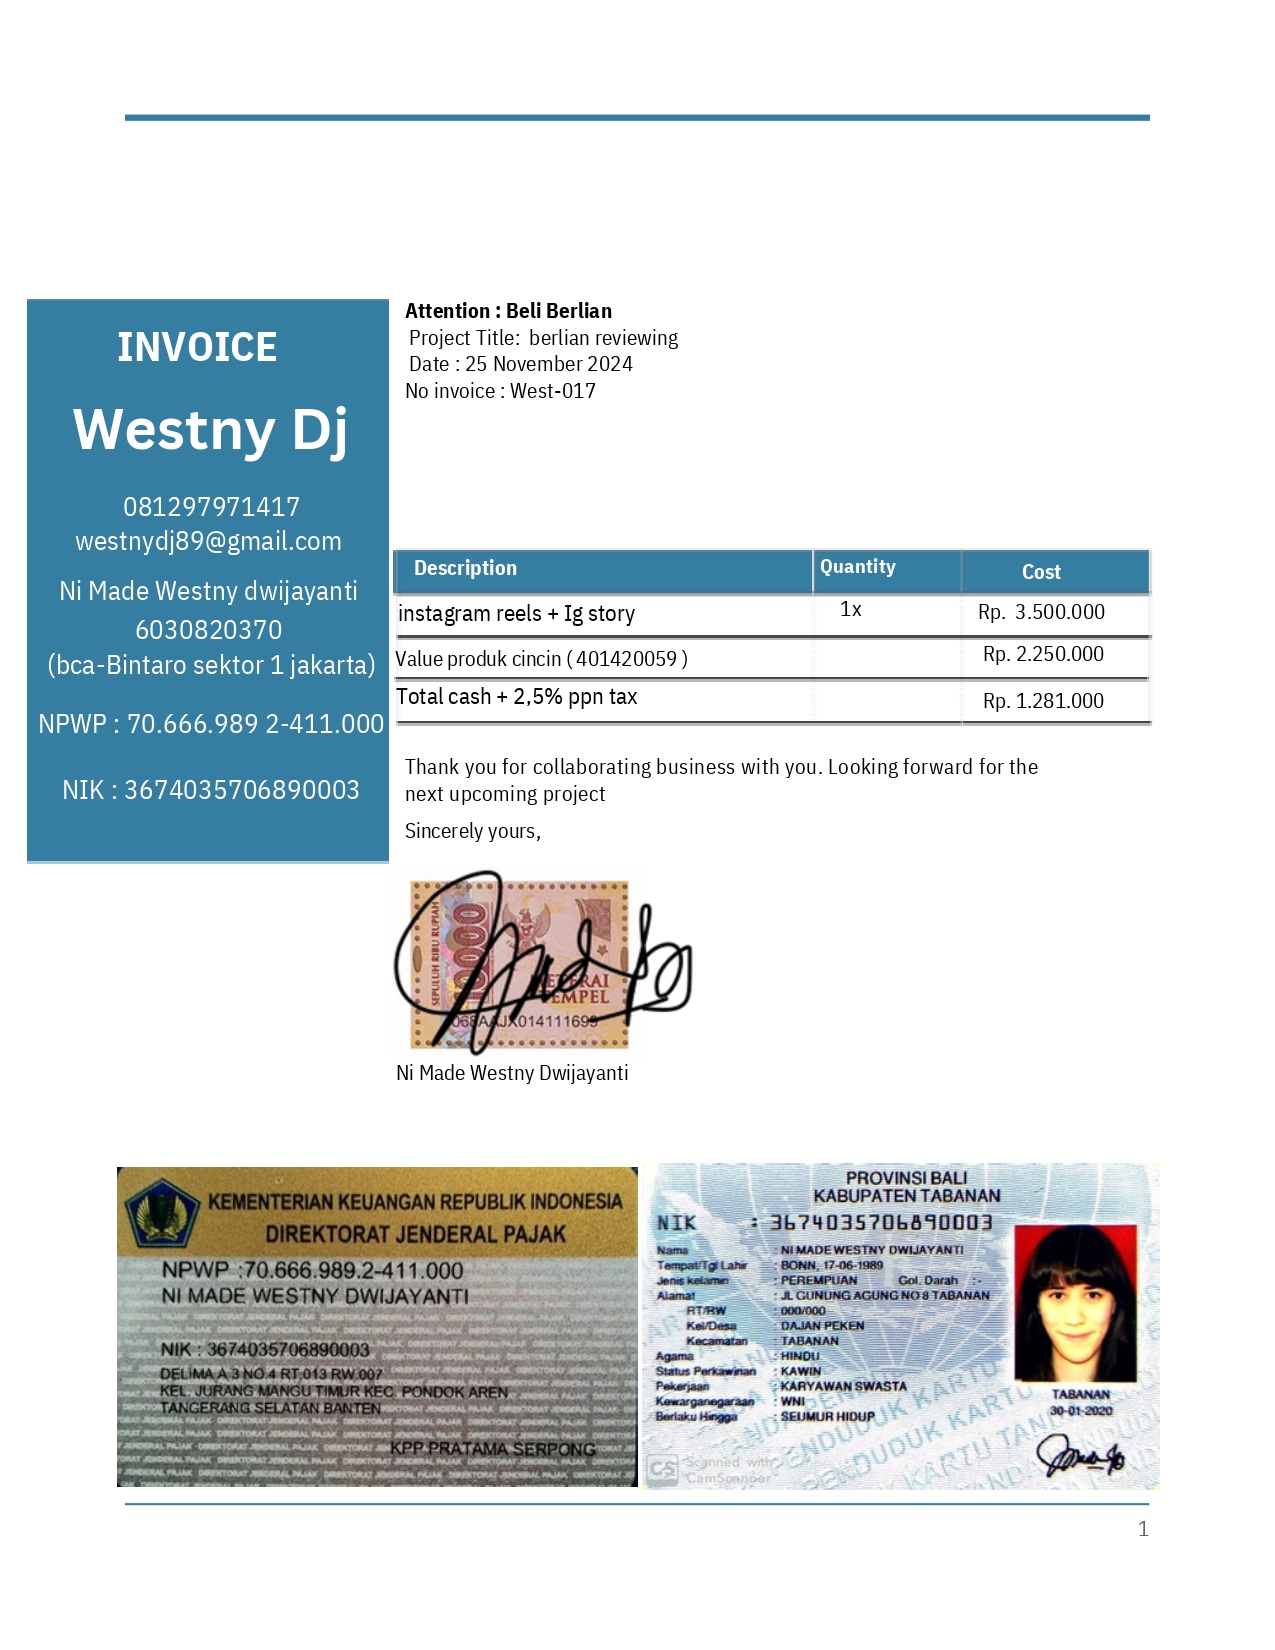 INVOICE
Westny Dj
081297971417
westnydj89@gmail.com
Ni Made Westny dwijayanti
6030820370
(bca-Bintaro sektor 1 jakarta)
NPWP : 70.666.989 2-411.000
NIK : 3674035706890003
Attention : Beli Berlian
Project Title: berlian reviewing
Date : 25 November 2024
No invoice : West-017
Description Quantity Cost
instagram reels + Ig story 1x Rp. 3.500.000
Value produk cincin ( 401420059 ) Rp. 2.250.000
Total cash + 2,5% ppn tax Rp. 1.281.000
Thank you for collaborating business with you. Looking forward for the
next upcoming project
Sincerely yours,
SEPULUH RIBU RUPIAH
10000
TEMPEL
068AAJX014111699
Ni Made Westny Dwijayanti
KEMENTERIAN KEUANGAN REPUBLIK INDONESIA
DIREKTORAT JENDERAL PAJAK
NPWP :70.666.989.2-411.000
NI MADE WESTNY DWIJAYANTI
NIK : 3674035706890003
DELIMA A 3 NO.4 RT.013 RW.007
KEL. JURANG MANGU TIMUR KEC. PONDOK AREN
TANGERANG SELATAN BANTEN
KPP PRATAMA SERPONG
PROVINSI BALI
KABUPATEN TABANAN
NIK : 3674035706890003
Nama : NI MADE WESTNY DWIJAYANTI
Tempat/Tgl Lahir : BONN, 17-06-1989
Jenis kelamin : PEREMPUAN Gol. Darah :-
Alamat : JL GUNUNG AGUNG NO 8 TABANAN
RT/RW : 000/000
Kel/Desa : DAJAN PEKEN
Kecamatan : TABANAN
Agama : HINDU
Status Perkawinan : KAWIN
Pekerjaan : KARYAWAN SWASTA
Kewarganegaraan : WNI
Berlaku Hingga : SEUMUR HIDUP
TABANAN
30-01-2020
CS Scanned with
CamScanner
1